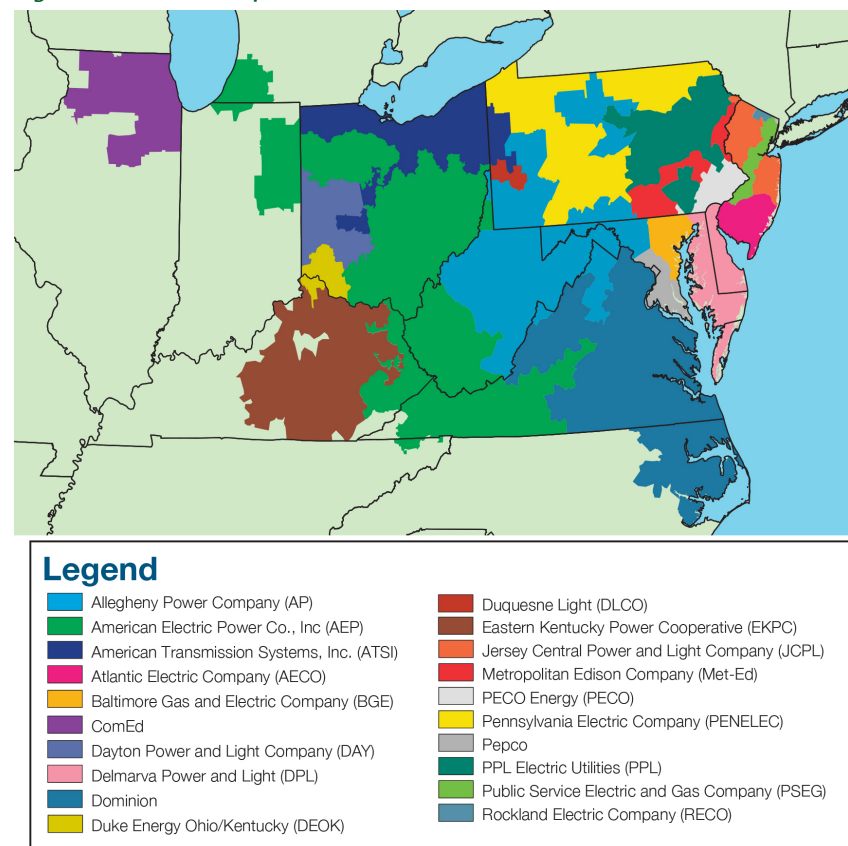 Legend
Allegheny Power Company (AP)
American Electric Power Co., Inc (AEP)
American Transmission Systems, Inc. (ATSI)
Atlantic Electric Company (AECO)
Baltimore Gas and Electric Company (BGE)
ComEd
Dayton Power and Light Company (DAY)
Delmarva Power and Light (DPL)
Dominion
Duke Energy Ohio/Kentucky (DEOK)
Duquesne Light (DLCO)
Eastern Kentucky Power Cooperative (EKPC)
Jersey Central Power and Light Company (JCPL)
Metropolitan Edison Company (Met-Ed)
PECO Energy (PECO)
Pennsylvania Electric Company (PENELEC)
Pepco
PPL Electric Utilities (PPL)
Public Service Electric and Gas Company (PSEG)
Rockland Electric Company (RECO)